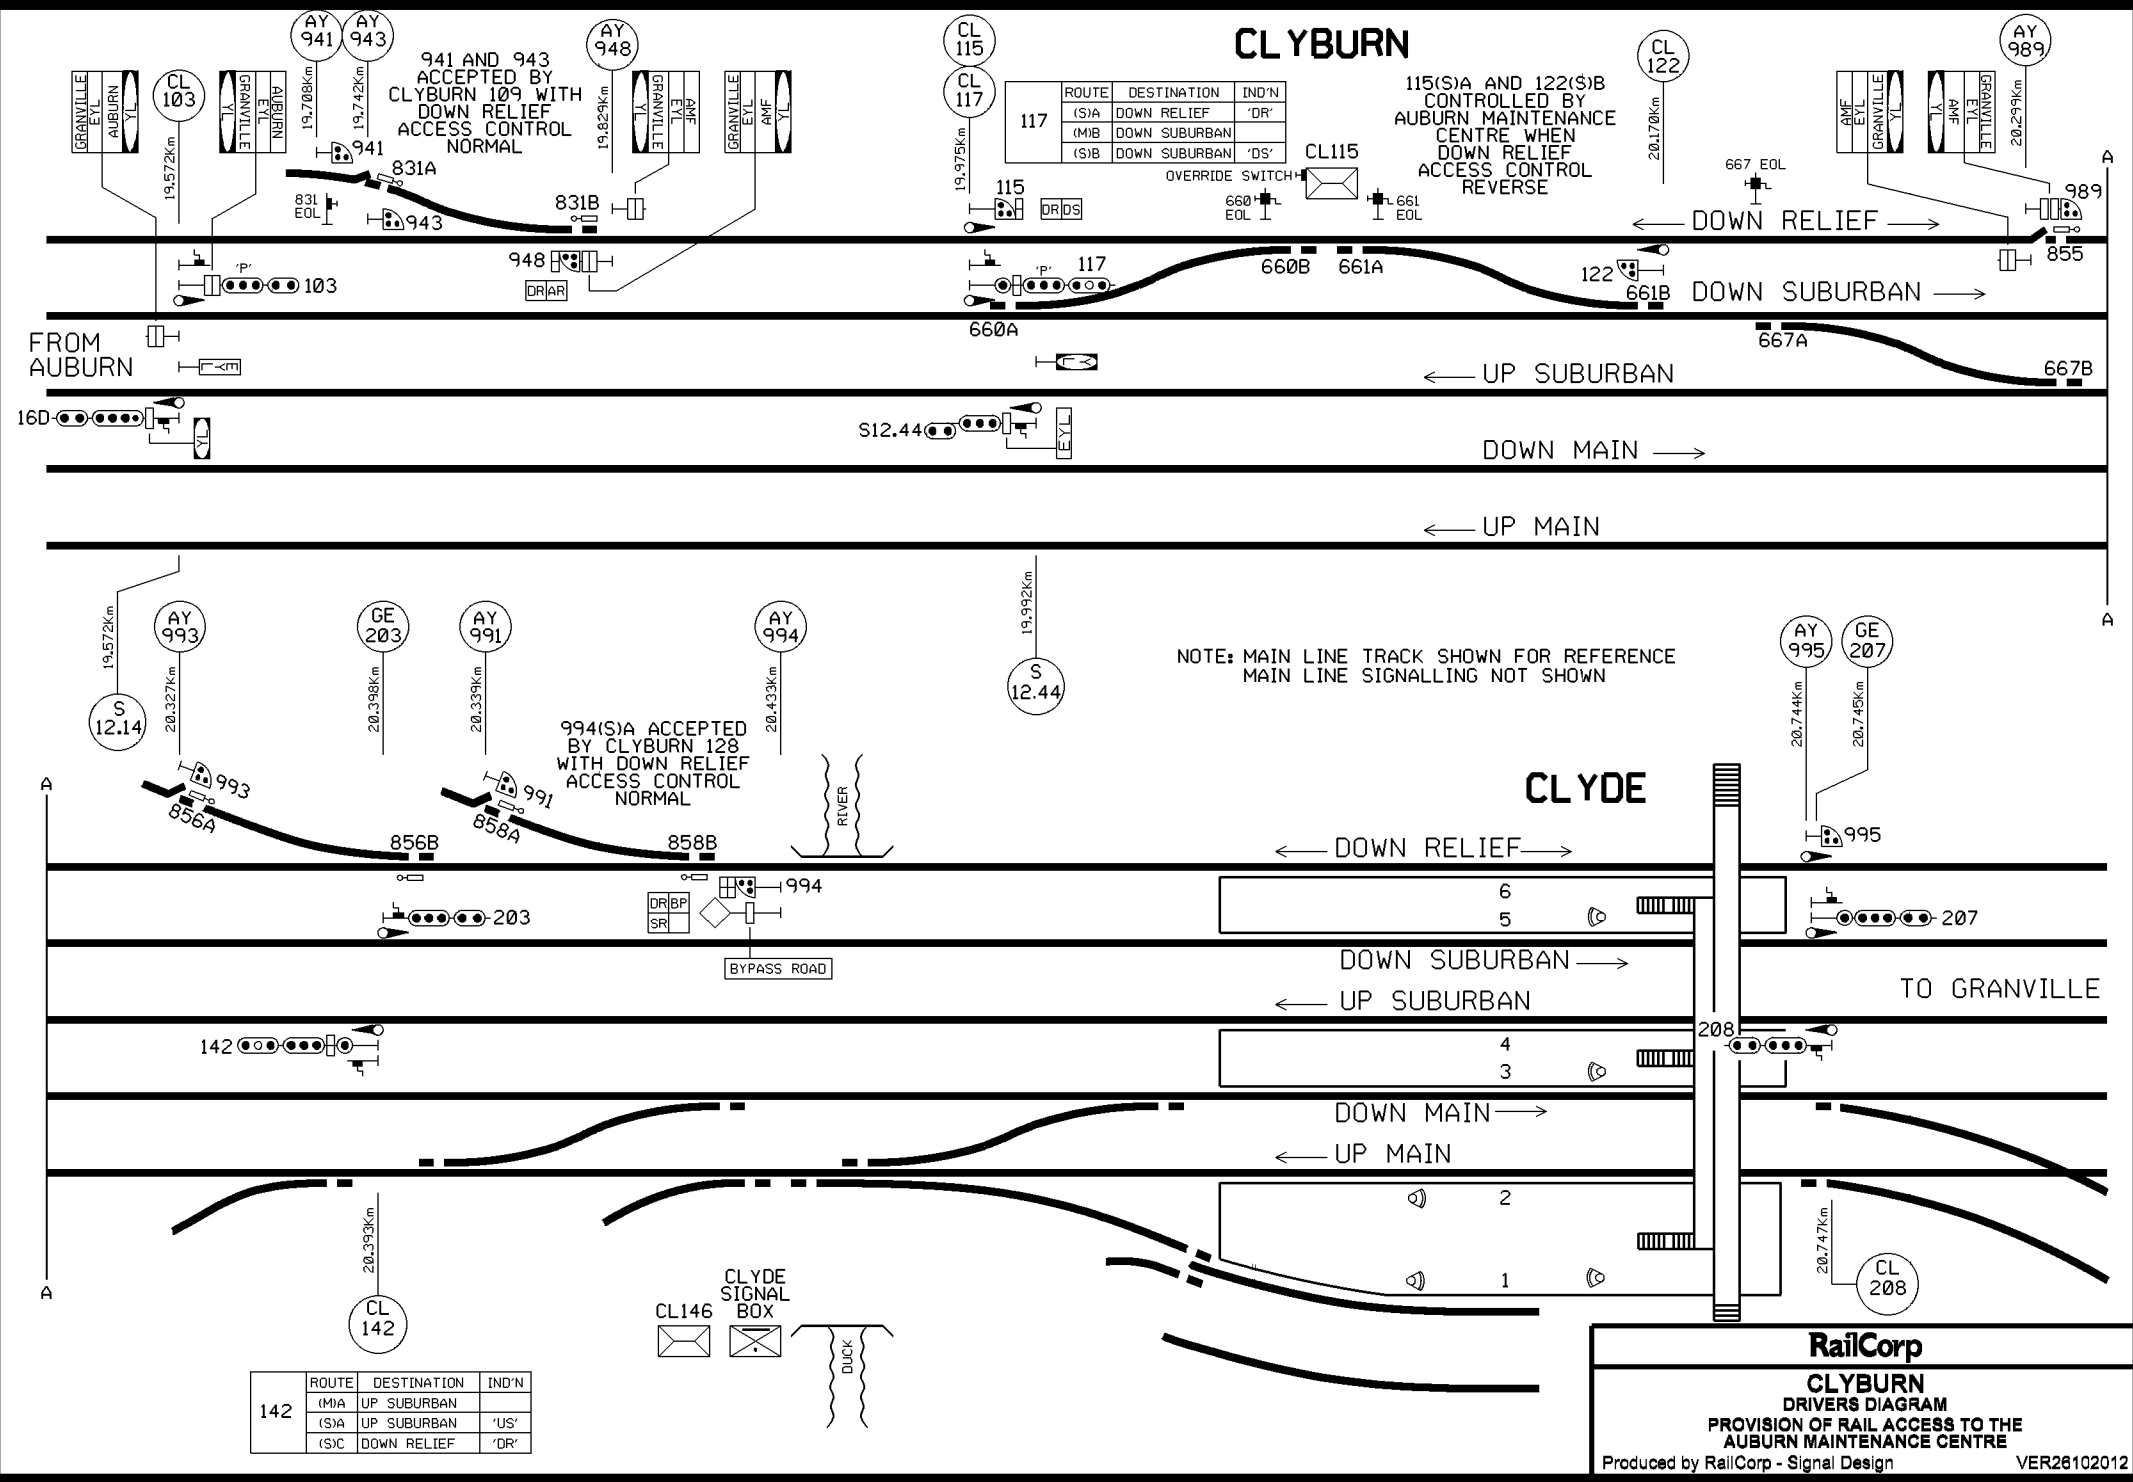 CLYBURN
AY
941
AY
943
AY
948
CL
103
CL
115
CL
117
CL
122
AY
989
941 AND 943
ACCEPTED BY
CLYBURN 109 WITH
DOWN RELIEF
ACCESS CONTROL
NORMAL
GRANVILLE
EYL
AUBURN
YL
YL
GRANVILLE
EYL
AUBURN
YL
GRANVILLE
EYL
AMF
GRANVILLE
EYL
AMF
YL
AMF
EYL
GRANVILLE
YL
YL
AMF
EYL
GRANVILLE
19.572Km
19.708Km
19.742Km
19.829Km
19.975Km
20.170Km
20.299Km
117
ROUTE DESTINATION IND'N
(S)A DOWN RELIEF 'DR'
(M)B DOWN SUBURBAN
(S)B DOWN SUBURBAN 'DS'
115(S)A AND 122(S)B
CONTROLLED BY
AUBURN MAINTENANCE
CENTRE WHEN
DOWN RELIEF
ACCESS CONTROL
REVERSE
CL115
OVERRIDE SWITCH
941
831A
831
EOL
943
831B
115
DR DS
660
EOL
661
EOL
667 EOL
989
DOWN RELIEF
948
DR AR
'P'
103
'P'
117
660B
661A
122
661B
855
DOWN SUBURBAN
660A
667A
667B
FROM
AUBURN
EYL
YL
UP SUBURBAN
16D
YL
S12.44
EYL
DOWN MAIN
UP MAIN
A
A
19.572Km
S
12.14
19.992Km
S
12.44
AY
993
GE
203
AY
991
AY
994
AY
995
GE
207
20.327Km
20.398Km
20.339Km
20.433Km
20.744Km
20.745Km
NOTE: MAIN LINE TRACK SHOWN FOR REFERENCE
MAIN LINE SIGNALLING NOT SHOWN
994(S)A ACCEPTED
BY CLYBURN 128
WITH DOWN RELIEF
ACCESS CONTROL
NORMAL
RIVER
CLYDE
A
993
856A
991
858A
856B
858B
DOWN RELIEF
995
994
DR BP
SR
203
BYPASS ROAD
6
5
207
DOWN SUBURBAN
UP SUBURBAN
TO GRANVILLE
142
4
3
208
DOWN MAIN
UP MAIN
2
1
A
20.393Km
CL
142
20.747Km
CL
208
CLYDE
SIGNAL
BOX
CL146
DUCK
142
ROUTE DESTINATION IND'N
(M)A UP SUBURBAN
(S)A UP SUBURBAN 'US'
(S)C DOWN RELIEF 'DR'
RailCorp
CLYBURN
DRIVERS DIAGRAM
PROVISION OF RAIL ACCESS TO THE
AUBURN MAINTENANCE CENTRE
Produced by RailCorp - Signal Design VER26102012